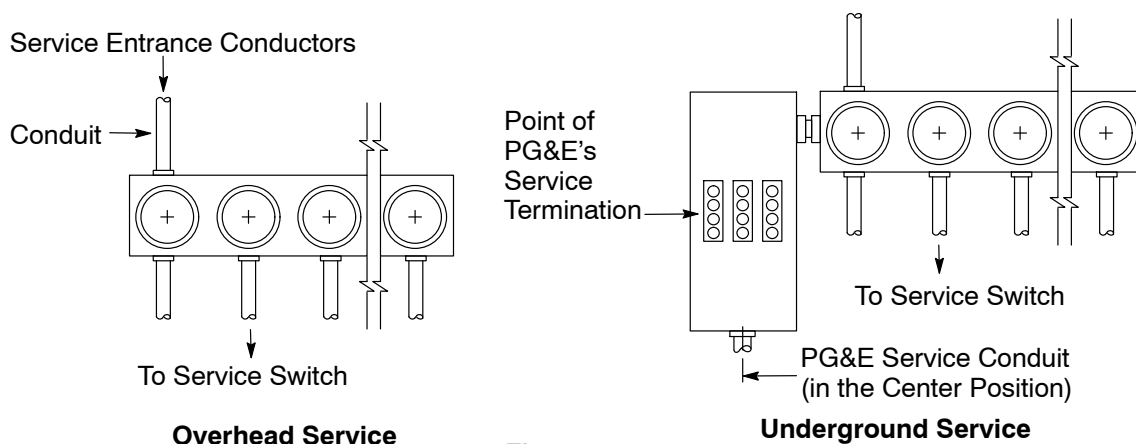 Service Entrance Conductors
Conduit
To Service Switch
Overhead Service
Point of
PG&E's
Service
Termination
To Service Switch
PG&E Service Conduit
(in the Center Position)
Underground Service